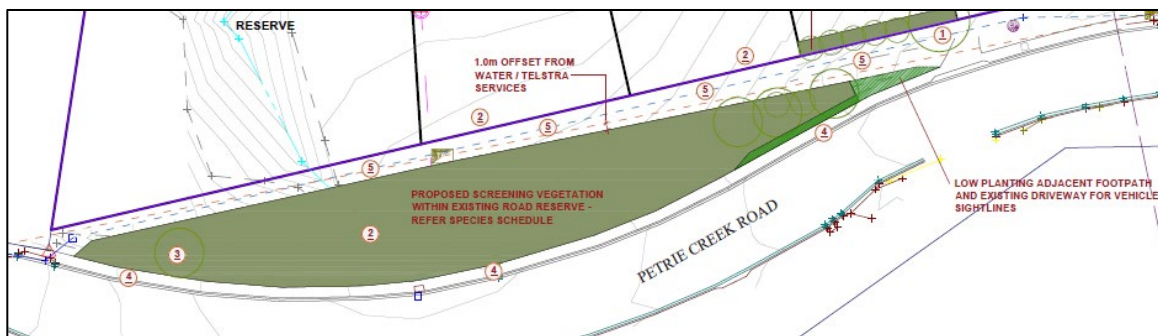 RESERVE
1.0m OFFSET FROM
WATER / TELSTRA
SERVICES
2
1
5
2
5
5
2
5
4
PROPOSED SCREENING VEGETATION
WITHIN EXISTING ROAD RESERVE -
REFER SPECIES SCHEDULE
LOW PLANTING ADJACENT FOOTPATH
AND EXISTING DRIVEWAY FOR VEHICLE
SIGHTLINES
2
3
PETRIE CREEK ROAD
4
4